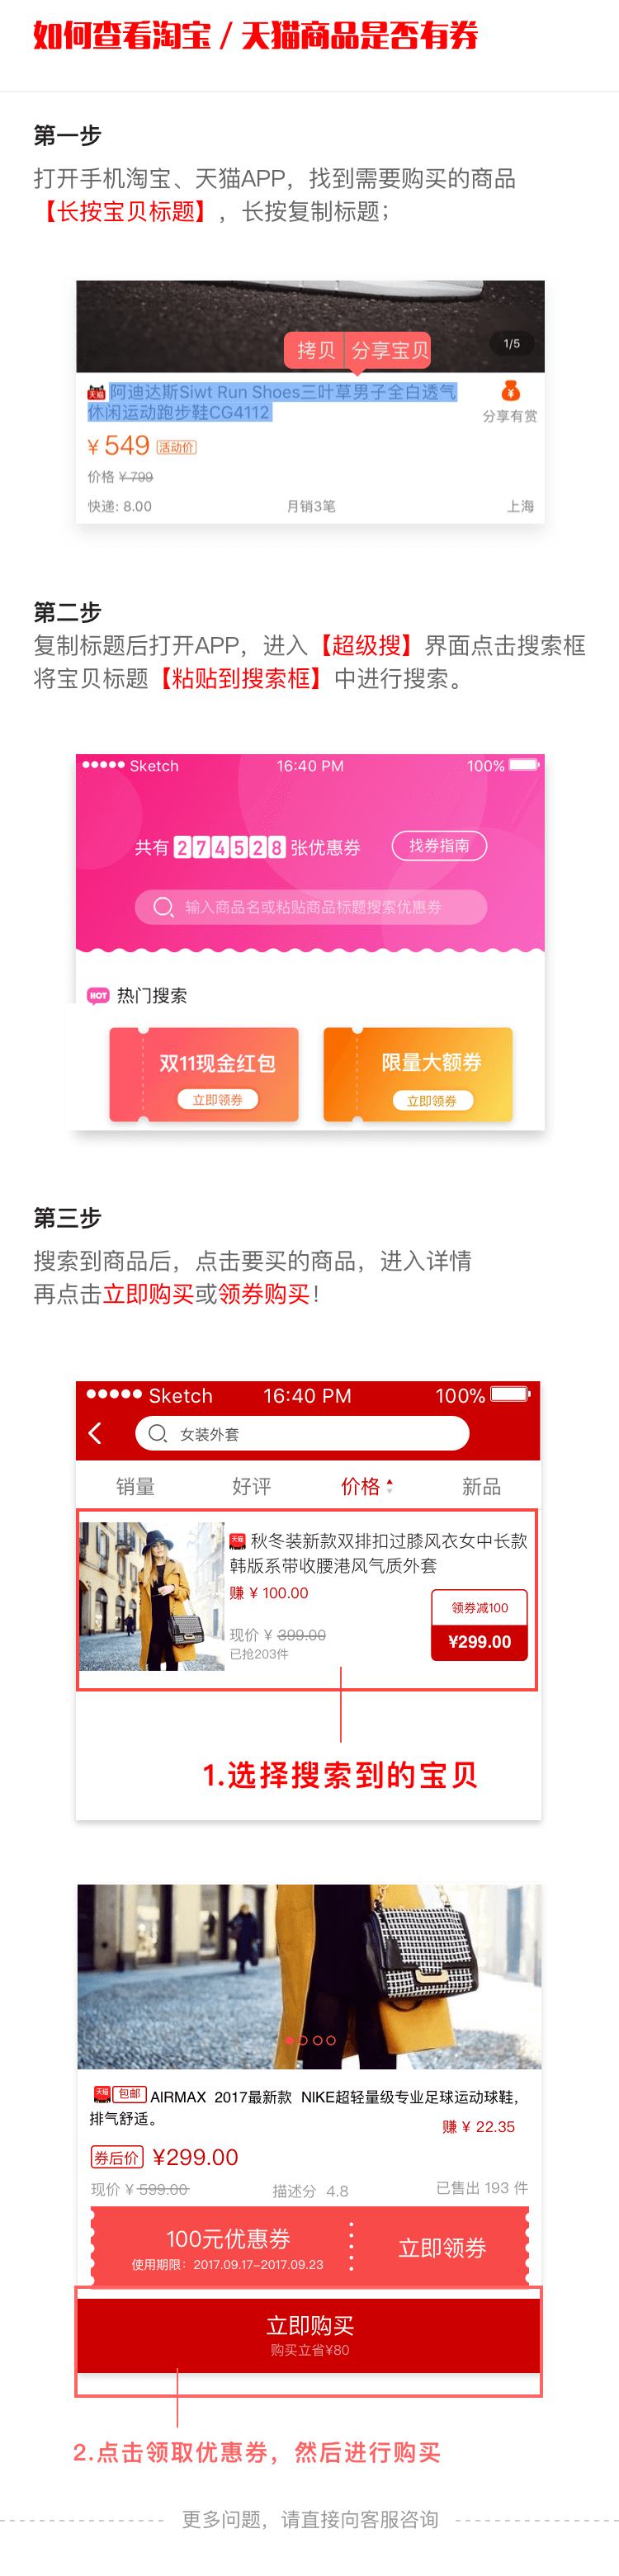 如何查看淘宝 / 天猫商品是否有券
第一步
打开手机淘宝、天猫APP，找到需要购买的商品
【长按宝贝标题】，长按复制标题；
拷贝 分享宝贝
1/5
天猫 阿迪达斯Siwt Run Shoes三叶草男子全白透气
休闲运动跑步鞋CG4112
分享有赏
¥ 549 活动价
价格 ¥ 799
快递: 8.00 月销3笔 上海
第二步
复制标题后打开APP，进入【超级搜】界面点击搜索框
将宝贝标题【粘贴到搜索框】中进行搜索。
Sketch 16:40 PM 100%
共有 274528 张优惠券 找券指南
输入商品名或粘贴商品标题搜索优惠券
HOT 热门搜索
双11现金红包 限量大额券
立即领券 立即领券
第三步
搜索到商品后，点击要买的商品，进入详情
再点击立即购买或领券购买！
Sketch 16:40 PM 100%
女装外套
销量 好评 价格 新品
天猫 秋冬装新款双排扣过膝风衣女中长款
韩版系带收腰港风气质外套
赚 ¥ 100.00
领券减100
现价 ¥ 399.00
¥299.00
已抢203件
1.选择搜索到的宝贝
天猫 包邮 AIRMAX 2017最新款 NIKE超轻量级专业足球运动球鞋，
排气舒适。
赚 ¥ 22.35
券后价 ¥299.00
现价 ¥ 599.00 描述分 4.8 已售出 193 件
100元优惠券 立即领券
使用期限：2017.09.17-2017.09.23
立即购买
购买立省¥80
2.点击领取优惠券，然后进行购买
更多问题，请直接向客服咨询